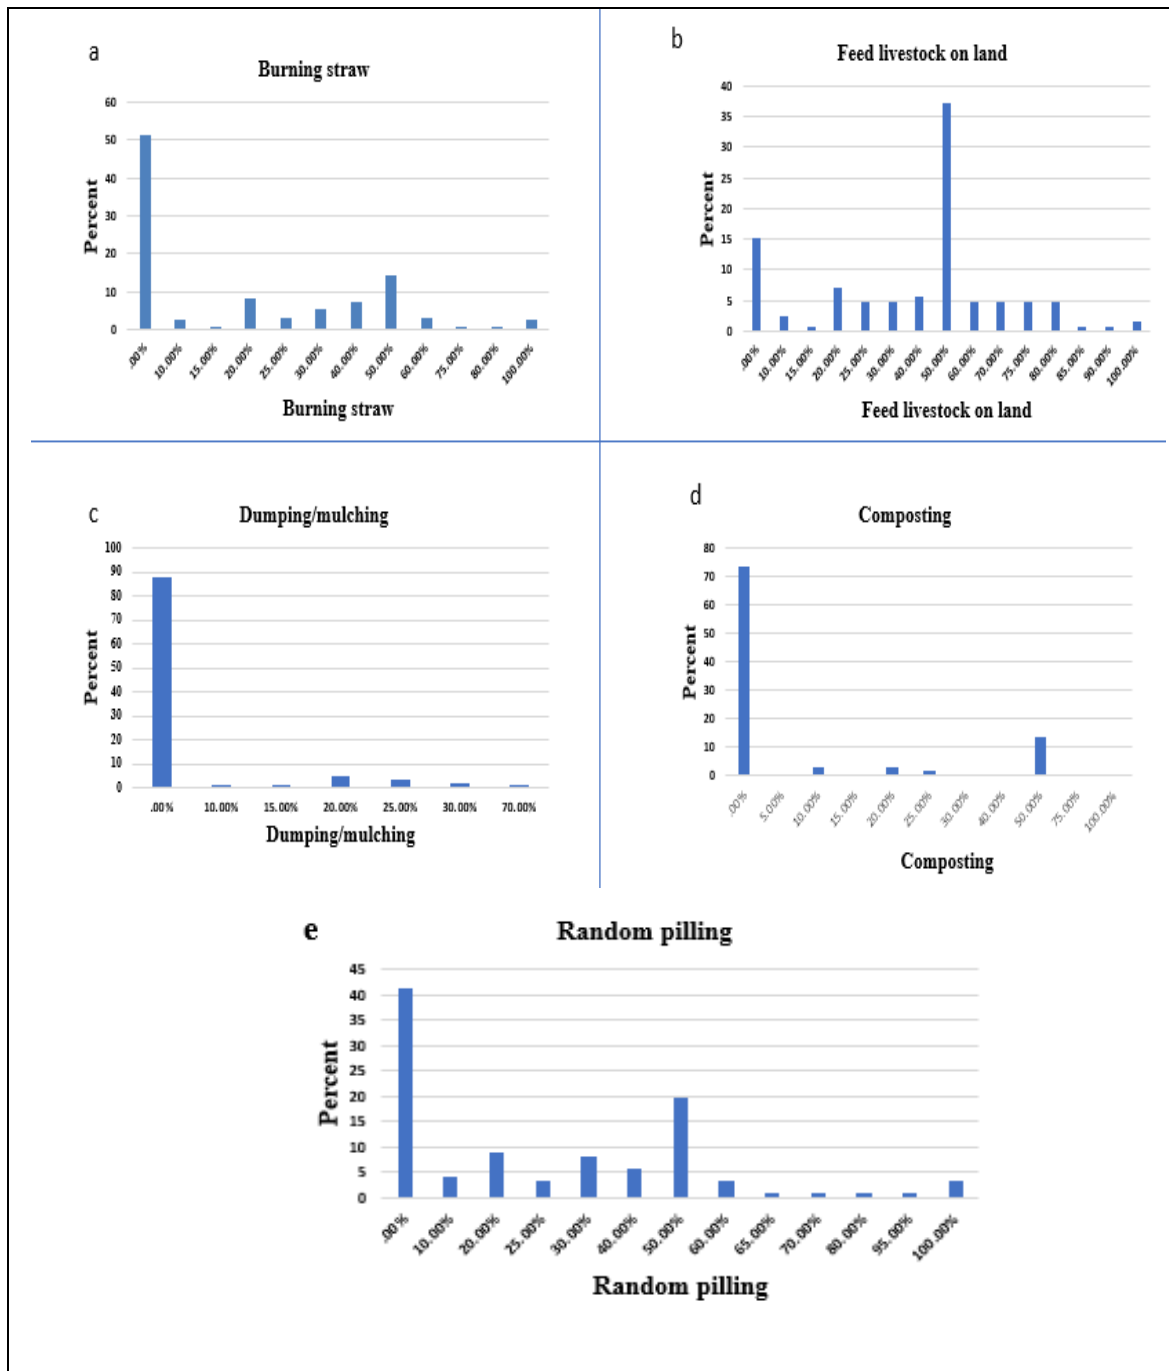 a
Burning straw
60
50
40
30
20
10
0
Percent
.00% 10.00% 15.00% 20.00% 25.00% 30.00% 40.00% 50.00% 60.00% 75.00% 80.00% 100.00%
Burning straw
b
Feed livestock on land
40
35
30
25
20
15
10
5
0
Percent
.00% 10.00% 15.00% 20.00% 25.00% 30.00% 40.00% 50.00% 60.00% 70.00% 75.00% 80.00% 85.00% 90.00% 100.00%
Feed livestock on land
c
Dumping/mulching
100
90
80
70
60
50
40
30
20
10
0
Percent
.00% 10.00% 15.00% 20.00% 25.00% 30.00% 70.00%
Dumping/mulching
d
Composting
80
70
60
50
40
30
20
10
0
Percent
.00% 5.00% 10.00% 15.00% 20.00% 25.00% 30.00% 40.00% 50.00% 75.00% 100.00%
Composting
e
Random pilling
45
40
35
30
25
20
15
10
5
0
Percent
.00% 10.00% 20.00% 25.00% 30.00% 40.00% 50.00% 60.00% 65.00% 70.00% 80.00% 95.00% 100.00%
Random pilling